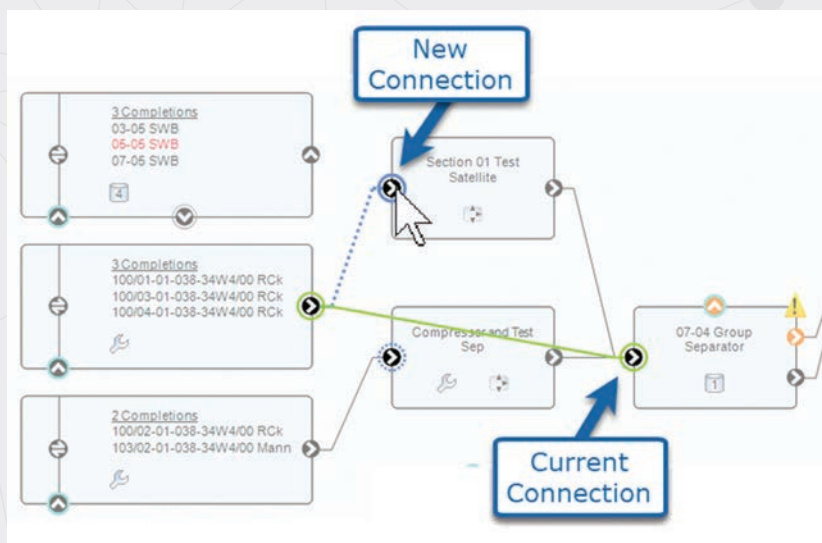 New
Connection
3 Completions
03-05 SWB
05-05 SWB
07-05 SWB
4
Section 01 Test
Satellite
3 Completions
100/01-01-038-34W4/00 RCk
100/03-01-038-34W4/00 RCk
100/04-01-038-34W4/00 RCk
Compressor and Test
Sep
07-04 Group
Separator
1
2 Completions
100/02-01-038-34W4/00 RCk
103/02-01-038-34W4/00 Mann
Current
Connection